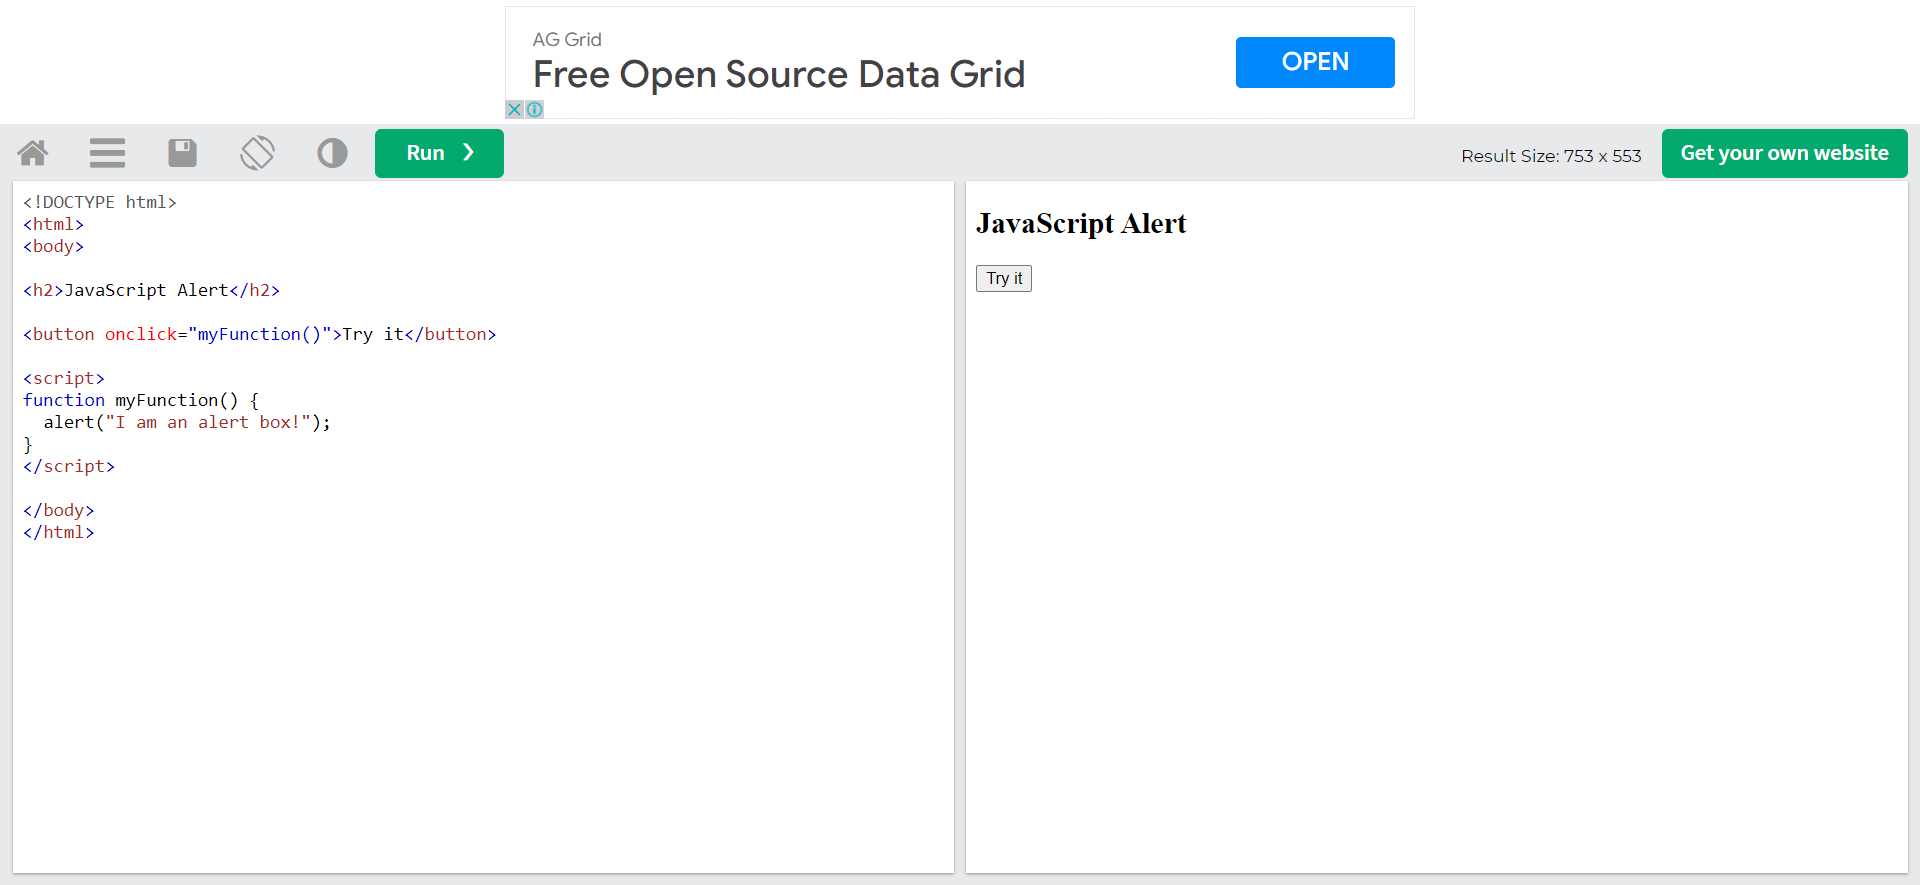 AG Grid
Free Open Source Data Grid
OPEN
Run ❯
Result Size: 753 x 553
Get your own website
<!DOCTYPE html>
<html>
<body>
<h2>JavaScript Alert</h2>
<button onclick="myFunction()">Try it</button>
<script>
function myFunction() {
  alert("I am an alert box!");
}
</script>
</body>
</html>
JavaScript Alert
Try it